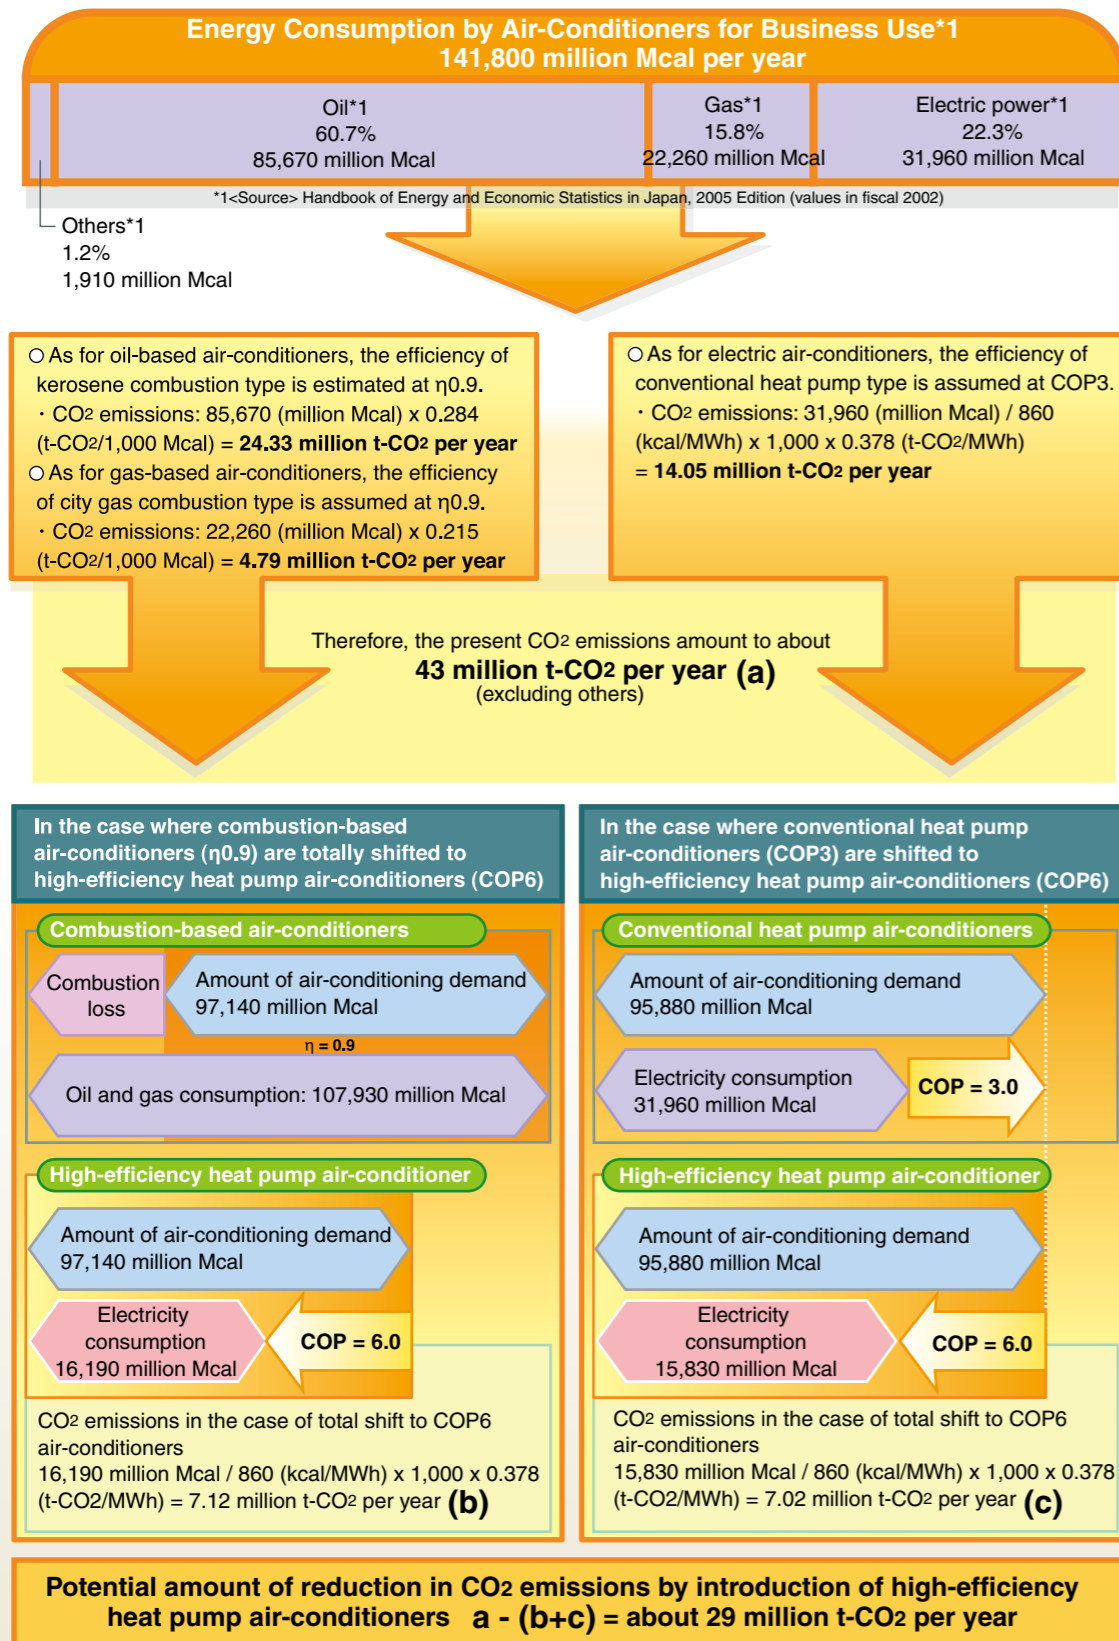 Energy Consumption by Air-Conditioners for Business Use*1
141,800 million Mcal per year
Oil*1
60.7%
85,670 million Mcal
Gas*1
15.8%
22,260 million Mcal
Electric power*1
22.3%
31,960 million Mcal
*1<Source> Handbook of Energy and Economic Statistics in Japan, 2005 Edition (values in fiscal 2002)
Others*1
1.2%
1,910 million Mcal
○ As for oil-based air-conditioners, the efficiency of
kerosene combustion type is estimated at η0.9.
・CO2 emissions: 85,670 (million Mcal) x 0.284
(t-CO2/1,000 Mcal) = 24.33 million t-CO2 per year
○ As for gas-based air-conditioners, the efficiency
of city gas combustion type is assumed at η0.9.
・CO2 emissions: 22,260 (million Mcal) x 0.215
(t-CO2/1,000 Mcal) = 4.79 million t-CO2 per year
○ As for electric air-conditioners, the efficiency of
conventional heat pump type is assumed at COP3.
・CO2 emissions: 31,960 (million Mcal) / 860
(kcal/MWh) x 1,000 x 0.378 (t-CO2/MWh)
= 14.05 million t-CO2 per year
Therefore, the present CO2 emissions amount to about
43 million t-CO2 per year (a)
(excluding others)
In the case where combustion-based
air-conditioners (η0.9) are totally shifted to
high-efficiency heat pump air-conditioners (COP6)
Combustion-based air-conditioners
Combustion
loss
Amount of air-conditioning demand
97,140 million Mcal
η = 0.9
Oil and gas consumption: 107,930 million Mcal
High-efficiency heat pump air-conditioner
Amount of air-conditioning demand
97,140 million Mcal
Electricity
consumption
16,190 million Mcal
COP = 6.0
CO2 emissions in the case of total shift to COP6
air-conditioners
16,190 million Mcal / 860 (kcal/MWh) x 1,000 x 0.378
(t-CO2/MWh) = 7.12 million t-CO2 per year (b)
In the case where conventional heat pump
air-conditioners (COP3) are shifted to
high-efficiency heat pump air-conditioners (COP6)
Conventional heat pump air-conditioners
Amount of air-conditioning demand
95,880 million Mcal
Electricity consumption
31,960 million Mcal
COP = 3.0
High-efficiency heat pump air-conditioner
Amount of air-conditioning demand
95,880 million Mcal
Electricity
consumption
15,830 million Mcal
COP = 6.0
CO2 emissions in the case of total shift to COP6
air-conditioners
15,830 million Mcal / 860 (kcal/MWh) x 1,000 x 0.378
(t-CO2/MWh) = 7.02 million t-CO2 per year (c)
Potential amount of reduction in CO2 emissions by introduction of high-efficiency
heat pump air-conditioners a - (b+c) = about 29 million t-CO2 per year